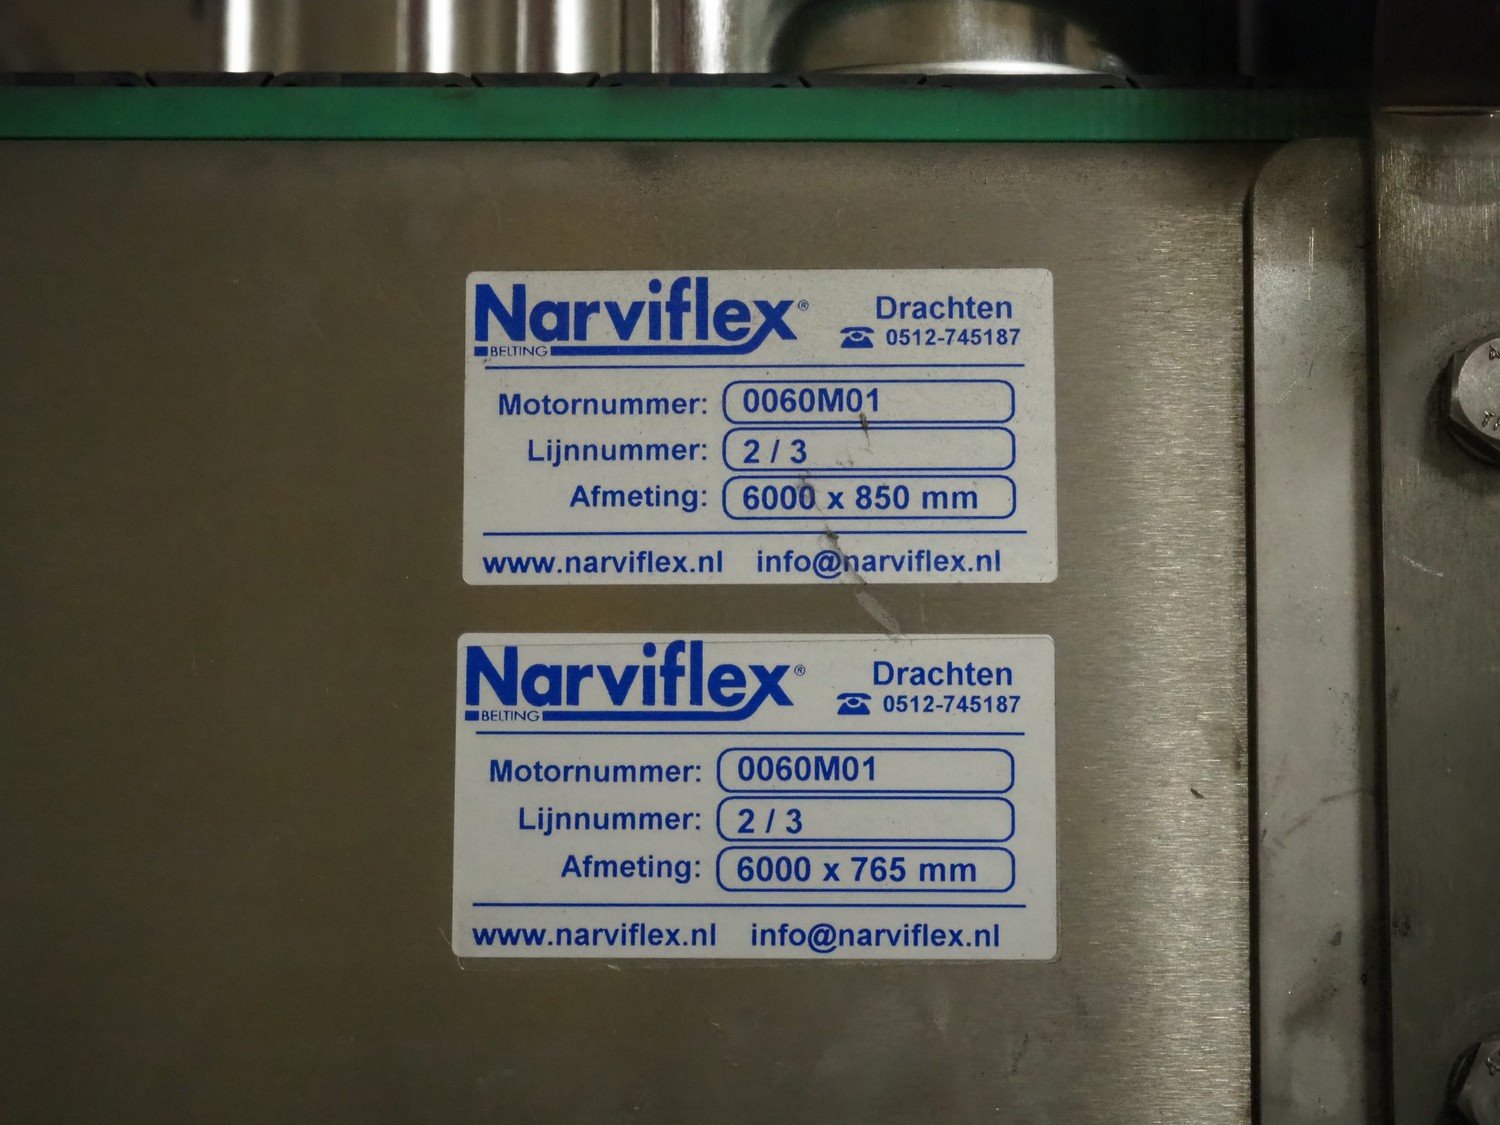 Narviflex® Drachten
BELTING ☎ 0512-745187
Motornummer: 0060M01
Lijnnummer: 2 / 3
Afmeting: 6000 x 850 mm
www.narviflex.nl info@narviflex.nl
Narviflex® Drachten
BELTING ☎ 0512-745187
Motornummer: 0060M01
Lijnnummer: 2 / 3
Afmeting: 6000 x 765 mm
www.narviflex.nl info@narviflex.nl